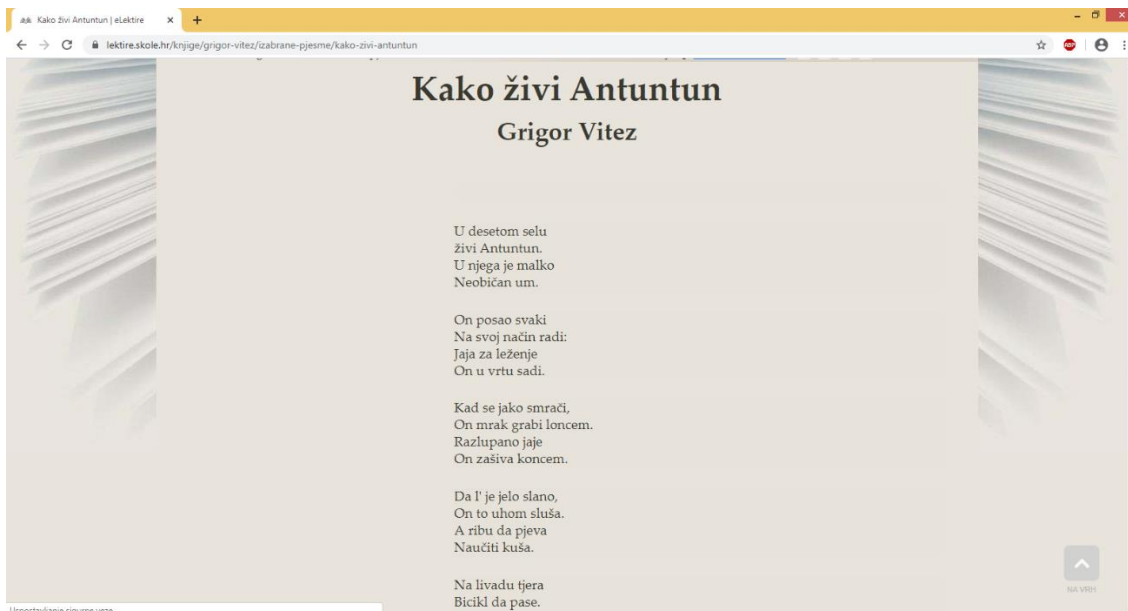 Kako živi Antuntun | eLektire
lektire.skole.hr/knjige/grigor-vitez/izabrane-pjesme/kako-zivi-antuntun
ABP
Kako živi Antuntun
Grigor Vitez
U desetom selu
živi Antuntun.
U njega je malko
Neobičan um.
On posao svaki
Na svoj način radi:
Jaja za leženje
On u vrtu sadi.
Kad se jako smrači,
On mrak grabi loncem.
Razlupano jaje
On zašiva koncem.
Da l' je jelo slano,
On to uhom sluša.
A ribu da pjeva
Naučiti kuša.
Na livadu tjera
Bicikl da pase.
NA VRH